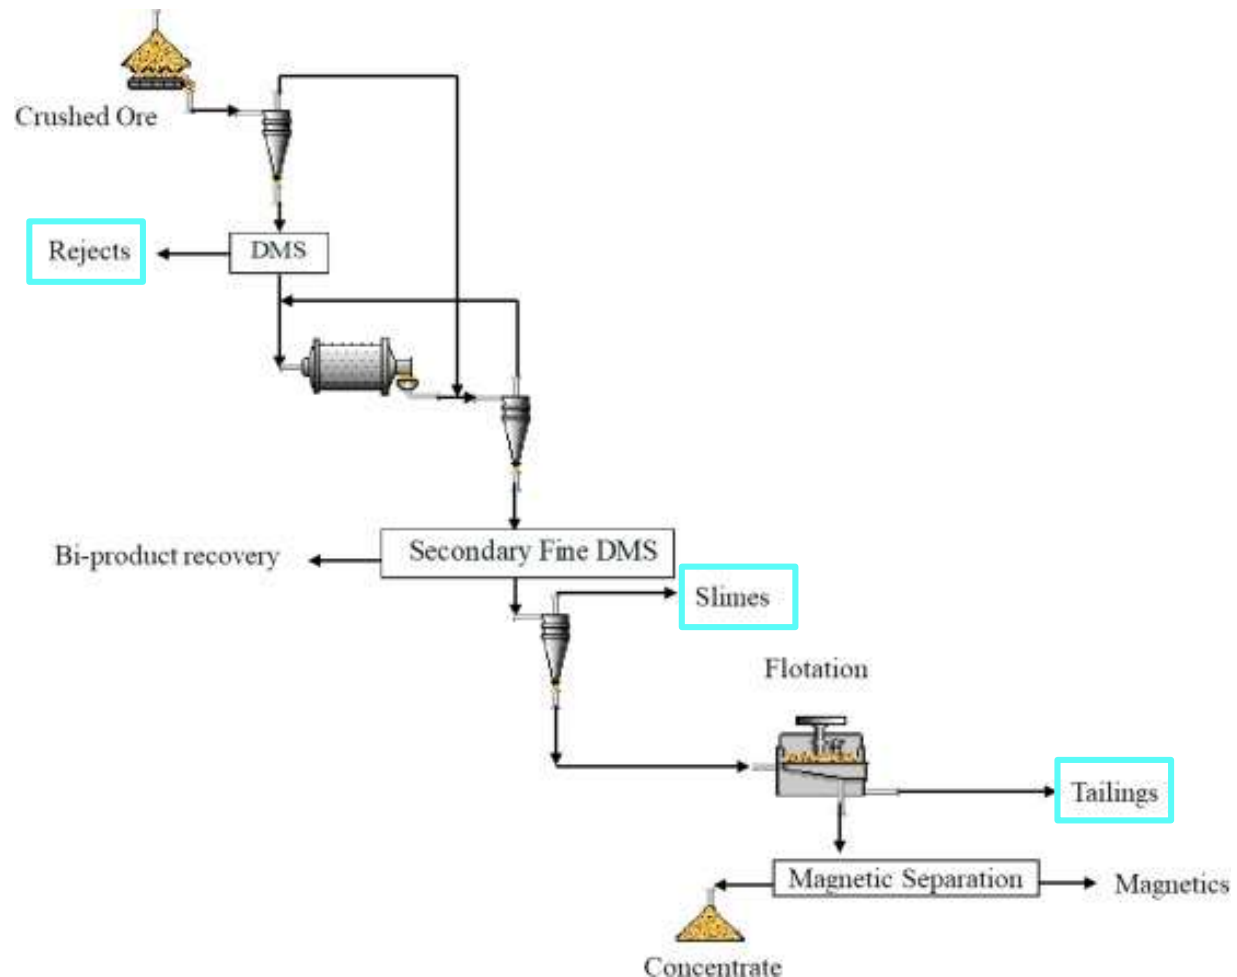 Crushed Ore
Rejects
DMS
Secondary Fine DMS
Bi-product recovery
Slimes
Flotation
Tailings
Magnetic Separation
Magnetics
Concentrate